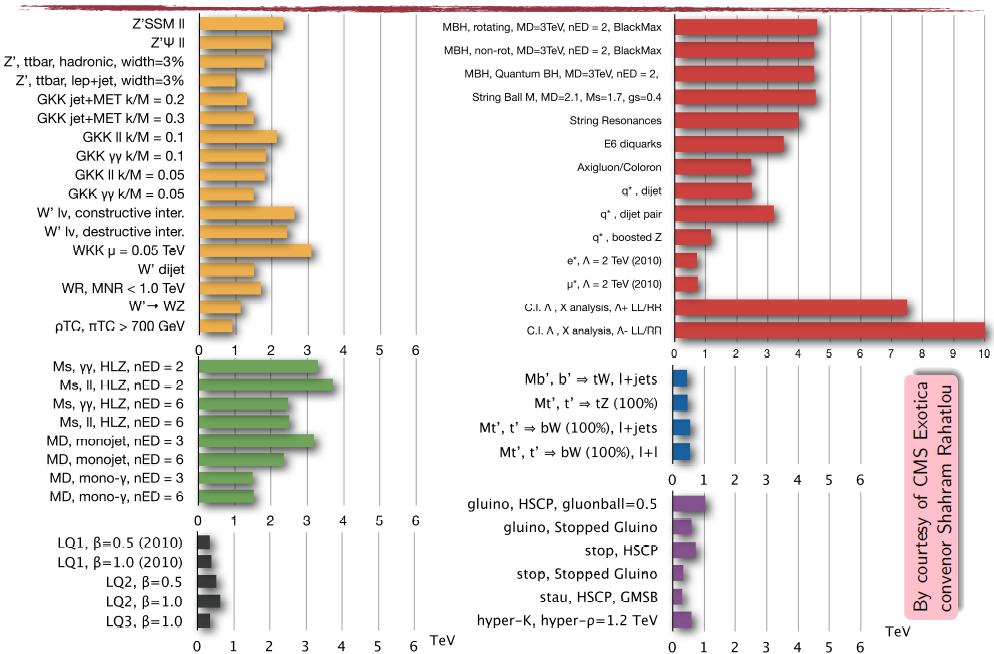 Z'SSM ll
Z'Ψ ll
Z', ttbar, hadronic, width=3%
Z', ttbar, lep+jet, width=3%
GKK jet+MET k/M = 0.2
GKK jet+MET k/M = 0.3
GKK ll k/M = 0.1
GKK γγ k/M = 0.1
GKK ll k/M = 0.05
GKK γγ k/M = 0.05
W' lν, constructive inter.
W' lν, destructive inter.
WKK μ = 0.05 TeV
W' dijet
WR, MNR < 1.0 TeV
W'→ WZ
ρTC, πTC > 700 GeV
0 1 2 3 4 5 6
Ms, γγ, HLZ, nED = 2
Ms, ll, HLZ, nED = 2
Ms, γγ, HLZ, nED = 6
Ms, ll, HLZ, nED = 6
MD, monojet, nED = 3
MD, monojet, nED = 6
MD, mono-γ, nED = 3
MD, mono-γ, nED = 6
0 1 2 3 4 5 6
LQ1, β=0.5 (2010)
LQ1, β=1.0 (2010)
LQ2, β=0.5
LQ2, β=1.0
LQ3, β=1.0
0 1 2 3 4 5 6
TeV
MBH, rotating, MD=3TeV, nED = 2, BlackMax
MBH, non-rot, MD=3TeV, nED = 2, BlackMax
MBH, Quantum BH, MD=3TeV, nED = 2,
String Ball M, MD=2.1, Ms=1.7, gs=0.4
String Resonances
E6 diquarks
Axigluon/Coloron
q* , dijet
q* , dijet pair
q* , boosted Z
e*, Λ = 2 TeV (2010)
μ*, Λ = 2 TeV (2010)
C.I. Λ , X analysis, Λ+ LL/RR
C.I. Λ , X analysis, Λ- LL/RR
0 1 2 3 4 5 6 7 8 9 10
Mb', b' ⇒ tW, l+jets
Mt', t' ⇒ tZ (100%)
Mt', t' ⇒ bW (100%), l+jets
Mt', t' ⇒ bW (100%), l+l
0 1 2 3 4 5 6
gluino, HSCP, gluonball=0.5
gluino, Stopped Gluino
stop, HSCP
stop, Stopped Gluino
stau, HSCP, GMSB
hyper-K, hyper-ρ=1.2 TeV
0 1 2 3 4 5 6
TeV
By courtesy of CMS Exotica
convenor Shahram Rahatlou